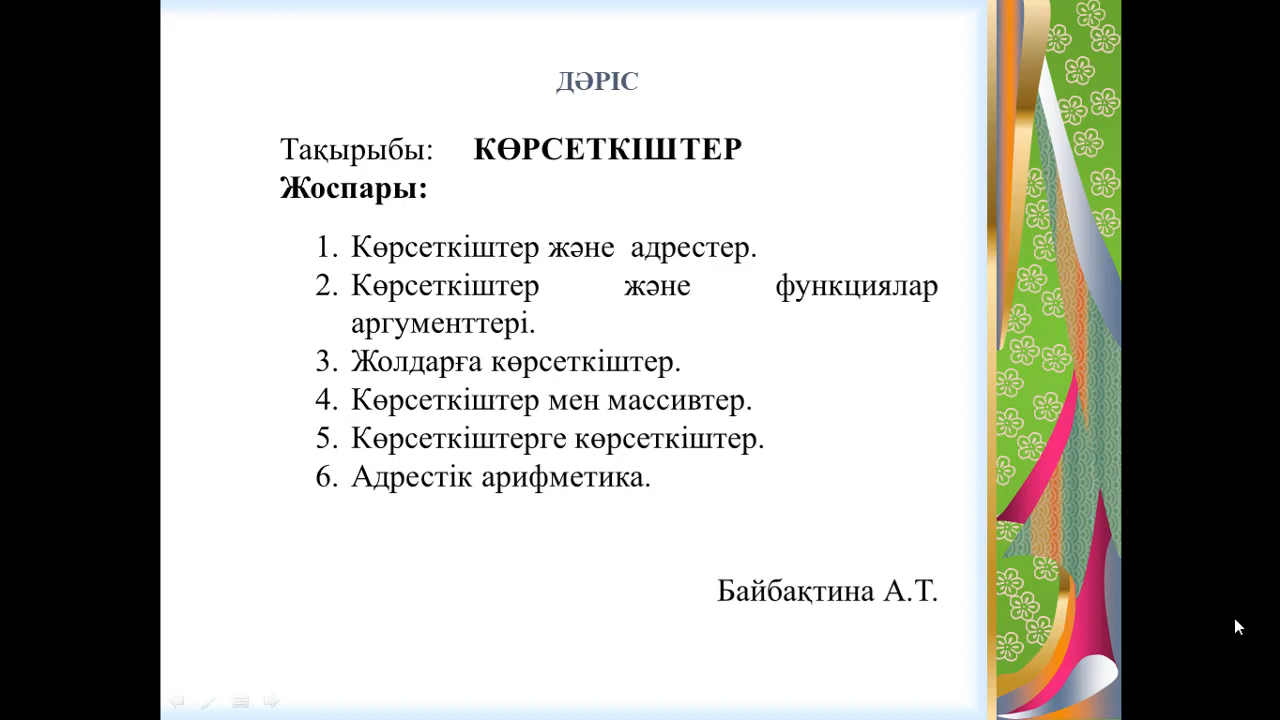 ДӘРІС
Тақырыбы: КӨРСЕТКІШТЕР
Жоспары:
1. Көрсеткіштер және адрестер.
2. Көрсеткіштер және функциялар
аргументтері.
3. Жолдарға көрсеткіштер.
4. Көрсеткіштер мен массивтер.
5. Көрсеткіштерге көрсеткіштер.
6. Адрестік арифметика.
Байбақтина А.Т.